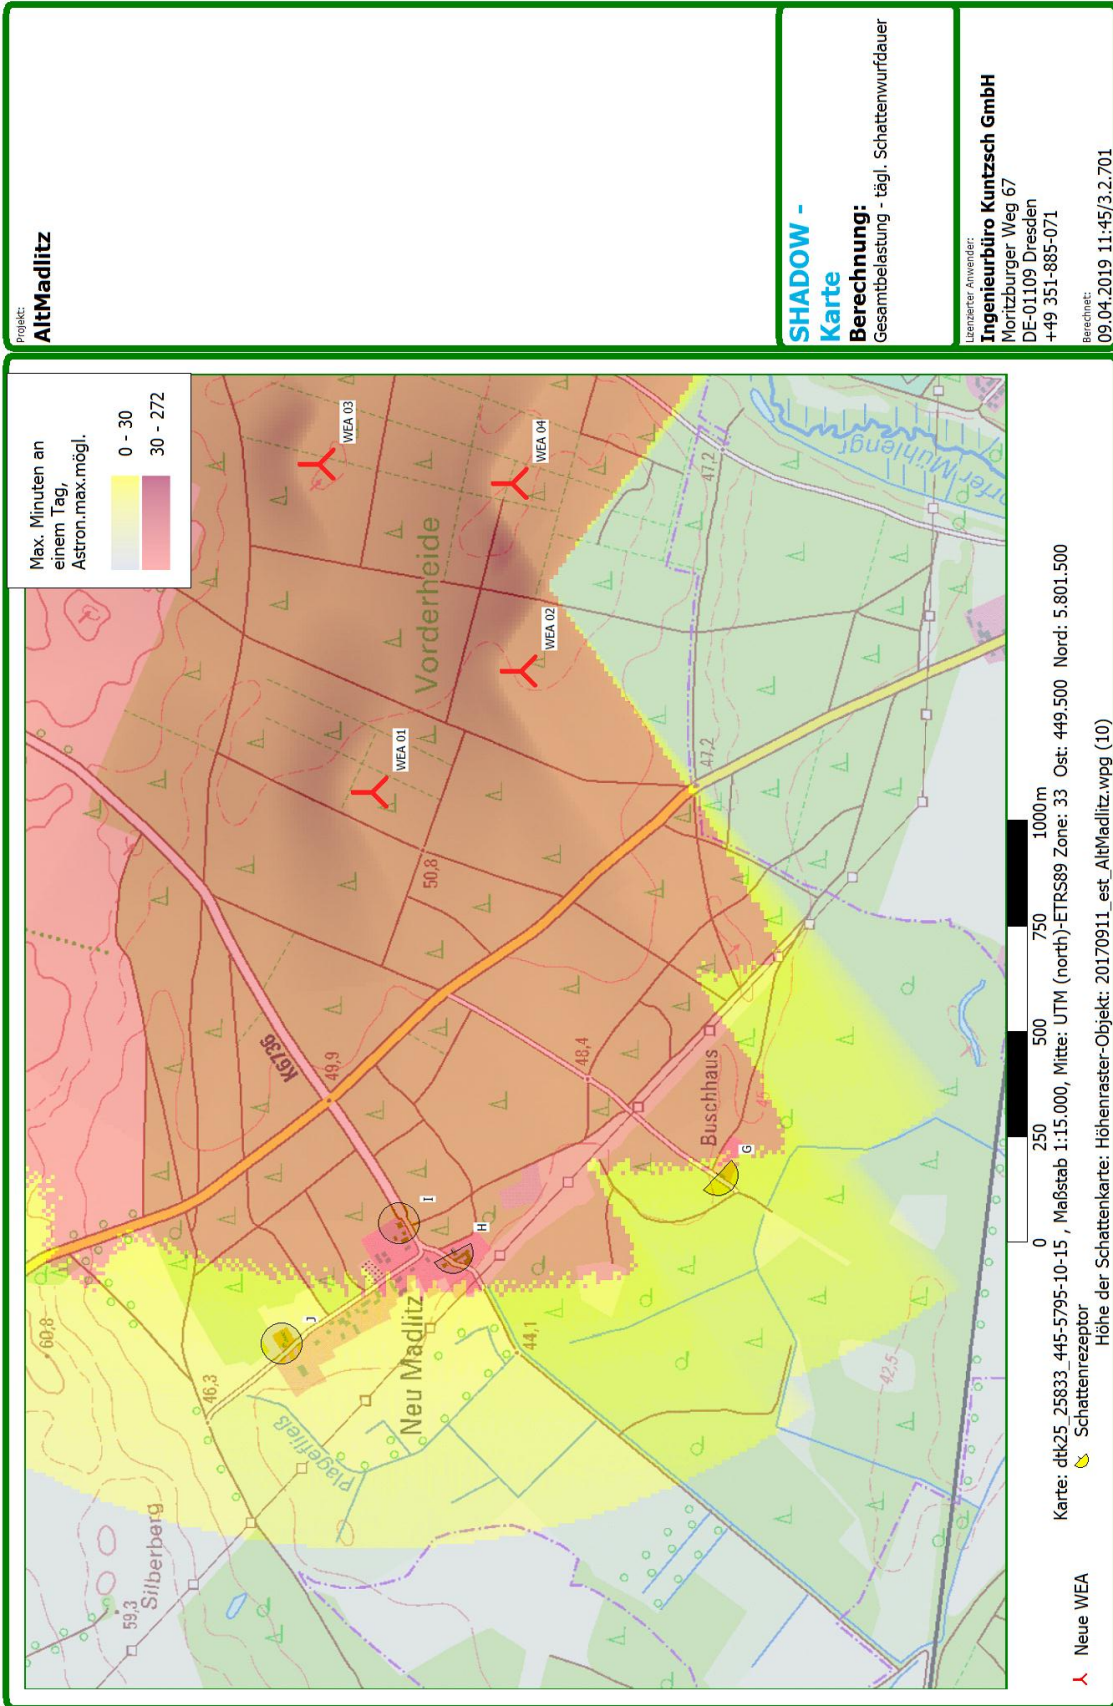 Projekt:
AltMadlitz
SHADOW -
Karte
Berechnung:
Gesamtbelastung - tägl. Schattenwurfdauer
Lizenzierter Anwender:
Ingenieurbüro Kuntzsch GmbH
Moritzburger Weg 67
DE-01109 Dresden
+49 351-885-071
Berechnet:
09.04.2019 11:45/3.2.701
Max. Minuten an
einem Tag,
Astron.max.mögl.
0 - 30
30 - 272
60,8
59,3
Silberberg
46,3
Plagefließ
Neu Madlitz
J
I
H
G
44,1
42,5
K6736
49,9
48,4
Buschhaus
50,8
47,2
47,2
Vorderheide
WEA 01
WEA 02
WEA 03
WEA 04
orfer Mühlengr
0
250
500
750
1000m
Karte: dtk25_25833_445-5795-10-15 , Maßstab 1:15.000, Mitte: UTM (north)-ETRS89 Zone: 33 Ost: 449.500 Nord: 5.801.500
Neue WEA
Schattenrezeptor
Höhe der Schattenkarte: Höhenraster-Objekt: 20170911_est_AltMadlitz.wpg (10)